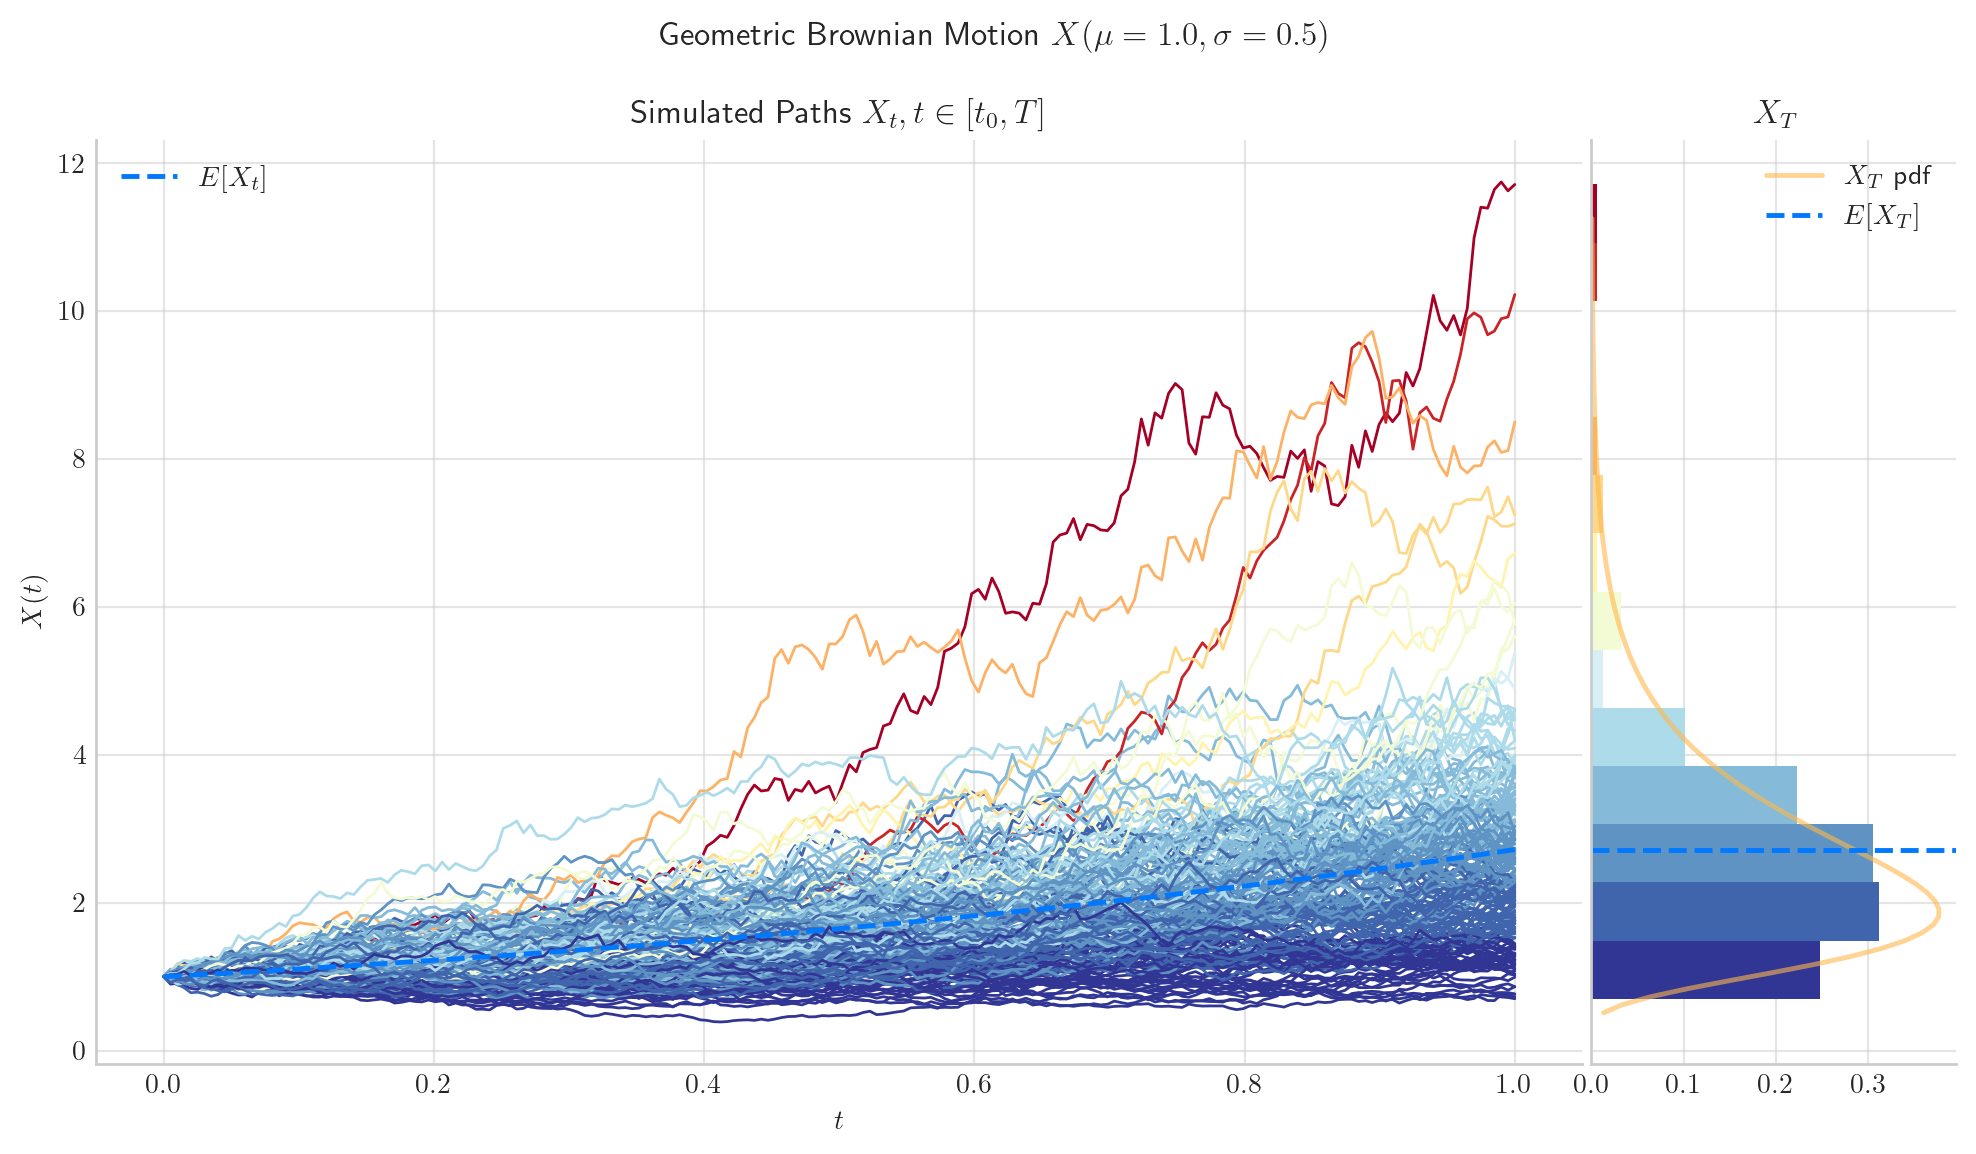 Geometric Brownian Motion X(μ = 1.0, σ = 0.5)
Simulated Paths X_t, t ∈ [t_0, T]
X_T
E[X_t]
X_T pdf
E[X_T]
X(t)
12
10
8
6
4
2
0
0.0 0.2 0.4 0.6 0.8 1.0
0.0 0.1 0.2 0.3
t